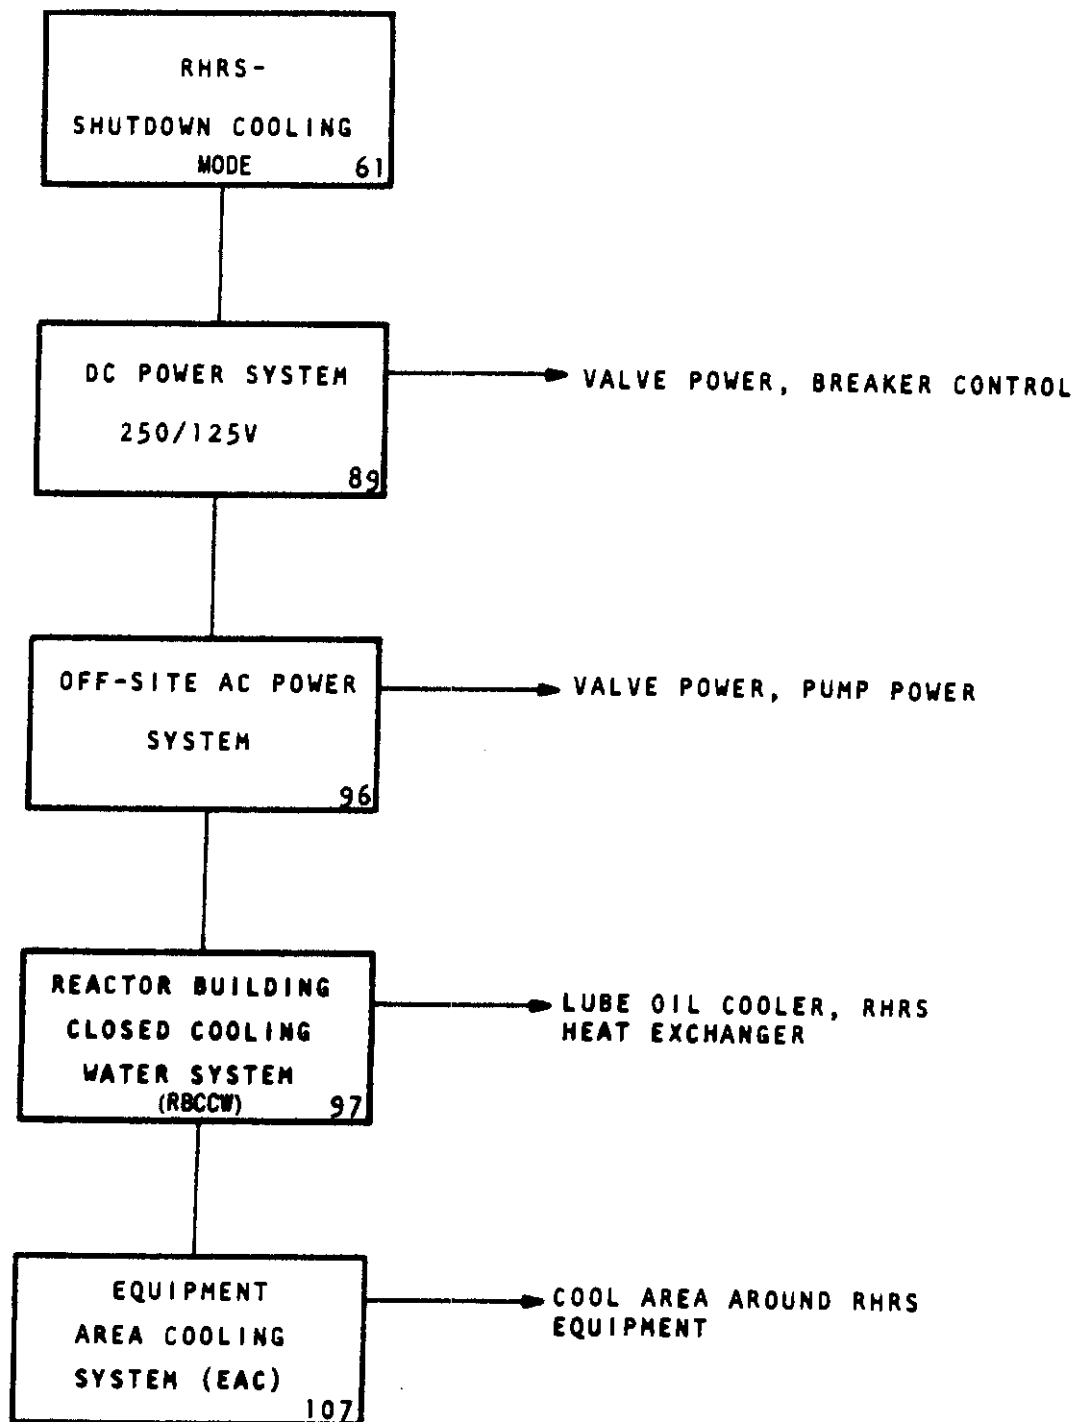 RHRS-
SHUTDOWN COOLING
MODE 61
DC POWER SYSTEM
250/125V
89
VALVE POWER, BREAKER CONTROL
OFF-SITE AC POWER
SYSTEM
96
VALVE POWER, PUMP POWER
REACTOR BUILDING
CLOSED COOLING
WATER SYSTEM
(RBCCW) 97
LUBE OIL COOLER, RHRS
HEAT EXCHANGER
EQUIPMENT
AREA COOLING
SYSTEM (EAC)
107
COOL AREA AROUND RHRS
EQUIPMENT